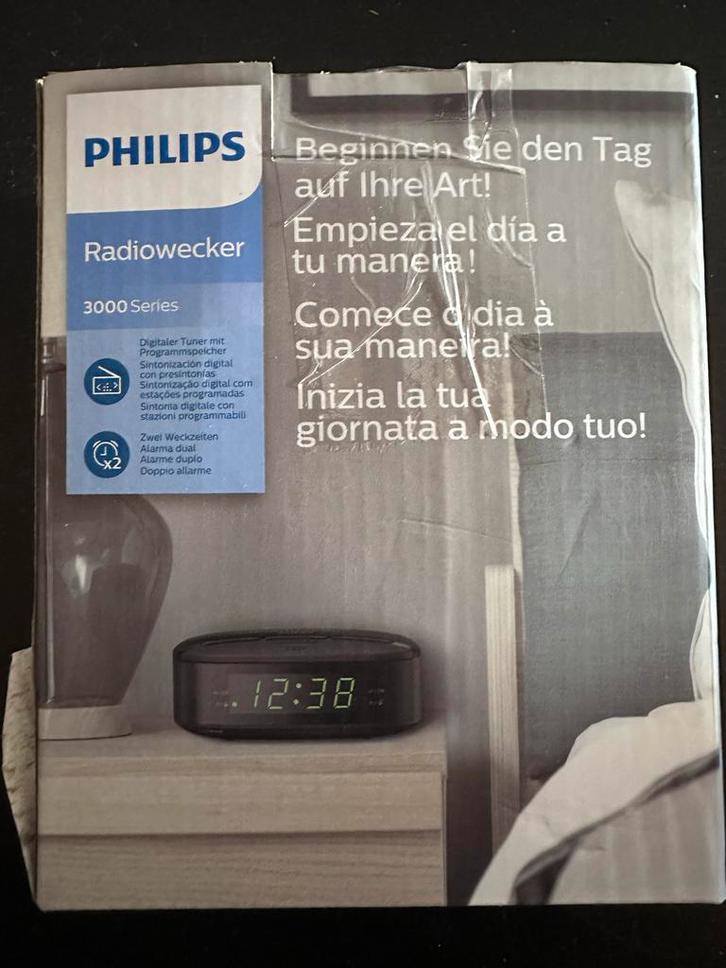 PHILIPS
Radiowecker
3000 Series
Digitaler Tuner mit
Programmspeicher
Sintonización digital
con presintonías
Sintonização digital com
estações programadas
Sintonia digitale con
stazioni programmabili
x2
Zwei Weckzeiten
Alarma dual
Alarme duplo
Doppio allarme
Beginnen Sie den Tag
auf Ihre Art!
Empieza el día a
tu manera!
Comece o dia à
sua maneira!
Inizia la tua
giornata a modo tuo!
12:38